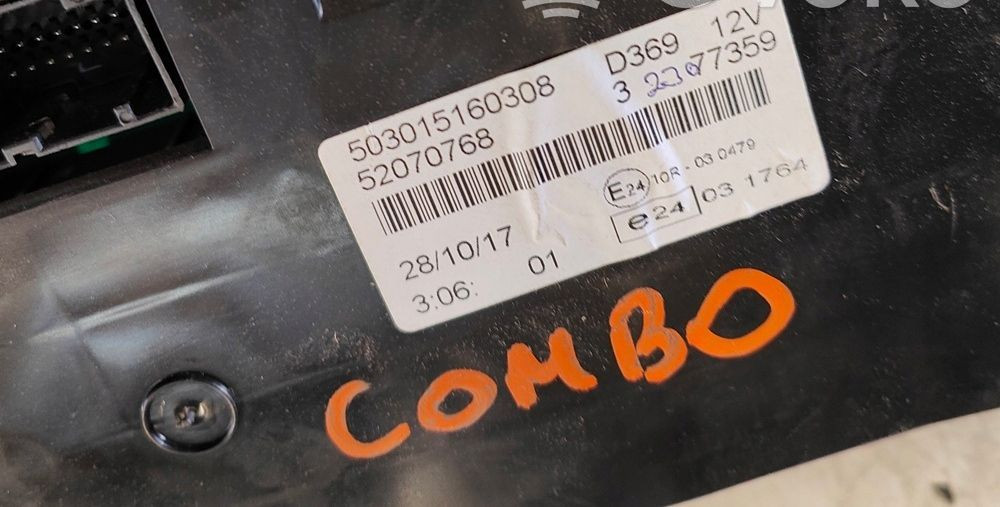 503015160308 D369 12V
52070768 3 23077359
E24 10R - 03 0479
28/10/17 e24 03 1764
3:06: 01
COMBO